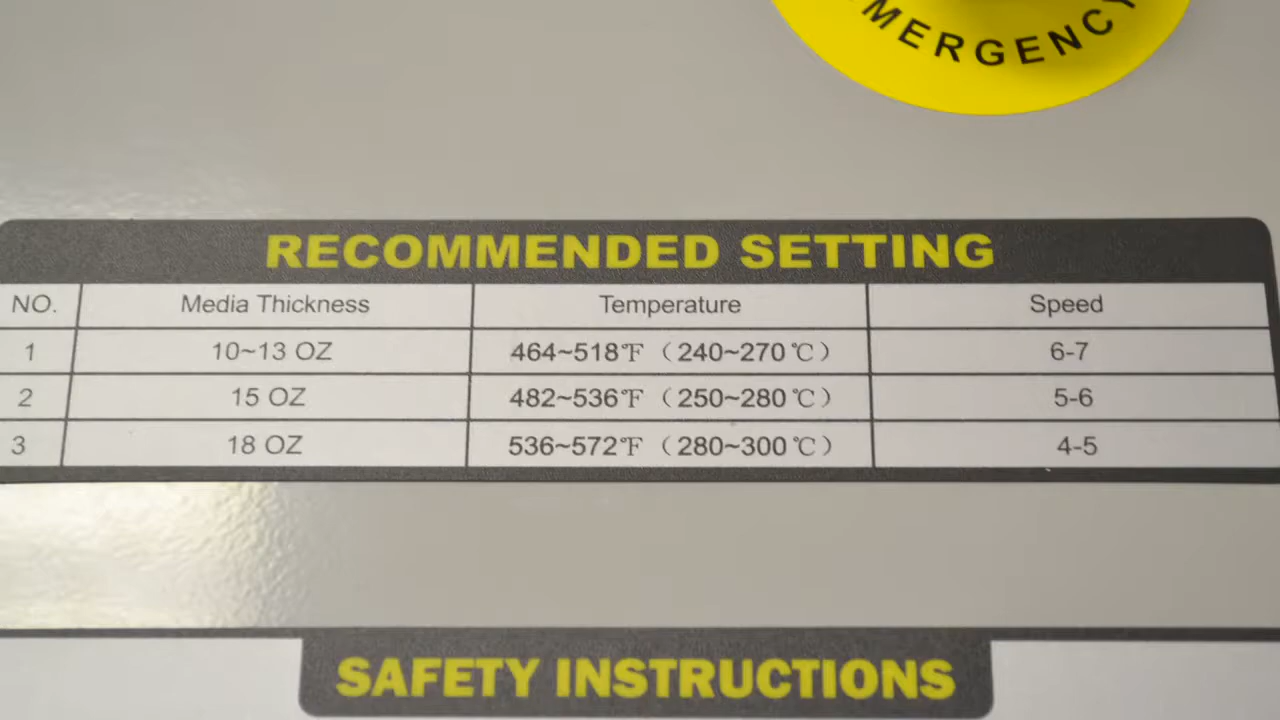 MERGENCY
RECOMMENDED SETTING
NO. Media Thickness Temperature Speed
1 10~13 OZ 464~518℉（240~270℃） 6-7
2 15 OZ 482~536℉（250~280℃） 5-6
3 18 OZ 536~572℉（280~300℃） 4-5
SAFETY INSTRUCTIONS